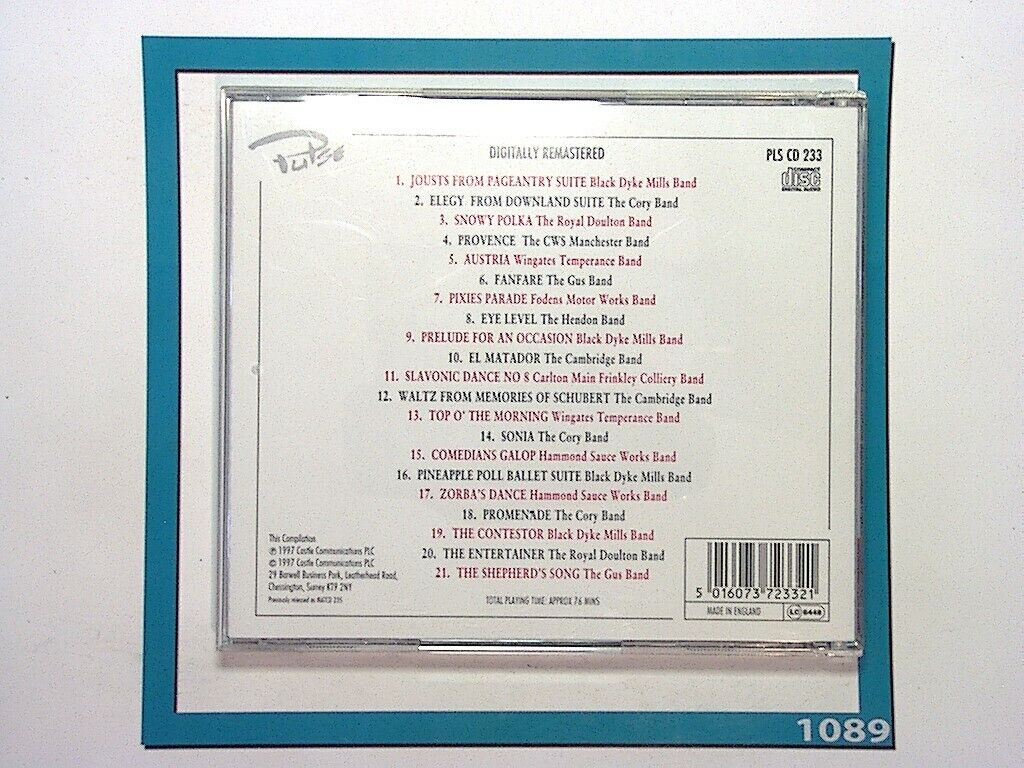 Pulse
DIGITALLY REMASTERED
PLS CD 233
COMPACT
disc
DIGITAL AUDIO
1. JOUSTS FROM PAGEANTRY SUITE Black Dyke Mills Band
2. ELEGY FROM DOWNLAND SUITE The Cory Band
3. SNOWY POLKA The Royal Doulton Band
4. PROVENCE The CWS Manchester Band
5. AUSTRIA Wingates Temperance Band
6. FANFARE The Gus Band
7. PIXIES PARADE Fodens Motor Works Band
8. EYE LEVEL The Hendon Band
9. PRELUDE FOR AN OCCASION Black Dyke Mills Band
10. EL MATADOR The Cambridge Band
11. SLAVONIC DANCE NO 8 Carlton Main Frinkley Colliery Band
12. WALTZ FROM MEMORIES OF SCHUBERT The Cambridge Band
13. TOP O' THE MORNING Wingates Temperance Band
14. SONIA The Cory Band
15. COMEDIANS GALOP Hammond Sauce Works Band
16. PINEAPPLE POLL BALLET SUITE Black Dyke Mills Band
17. ZORBA'S DANCE Hammond Sauce Works Band
18. PROMENADE The Cory Band
19. THE CONTESTOR Black Dyke Mills Band
20. THE ENTERTAINER The Royal Doulton Band
21. THE SHEPHERD'S SONG The Gus Band
This Compilation
℗ 1997 Castle Communications PLC
© 1997 Castle Communications PLC
29 Barwell Business Park, Leatherhead Road,
Chessington, Surrey KT9 2NY
Previously released as MATCD 235
TOTAL PLAYING TIME: APPROX 76 MINS
5 016073 723321
MADE IN ENGLAND
LC 6448
1089